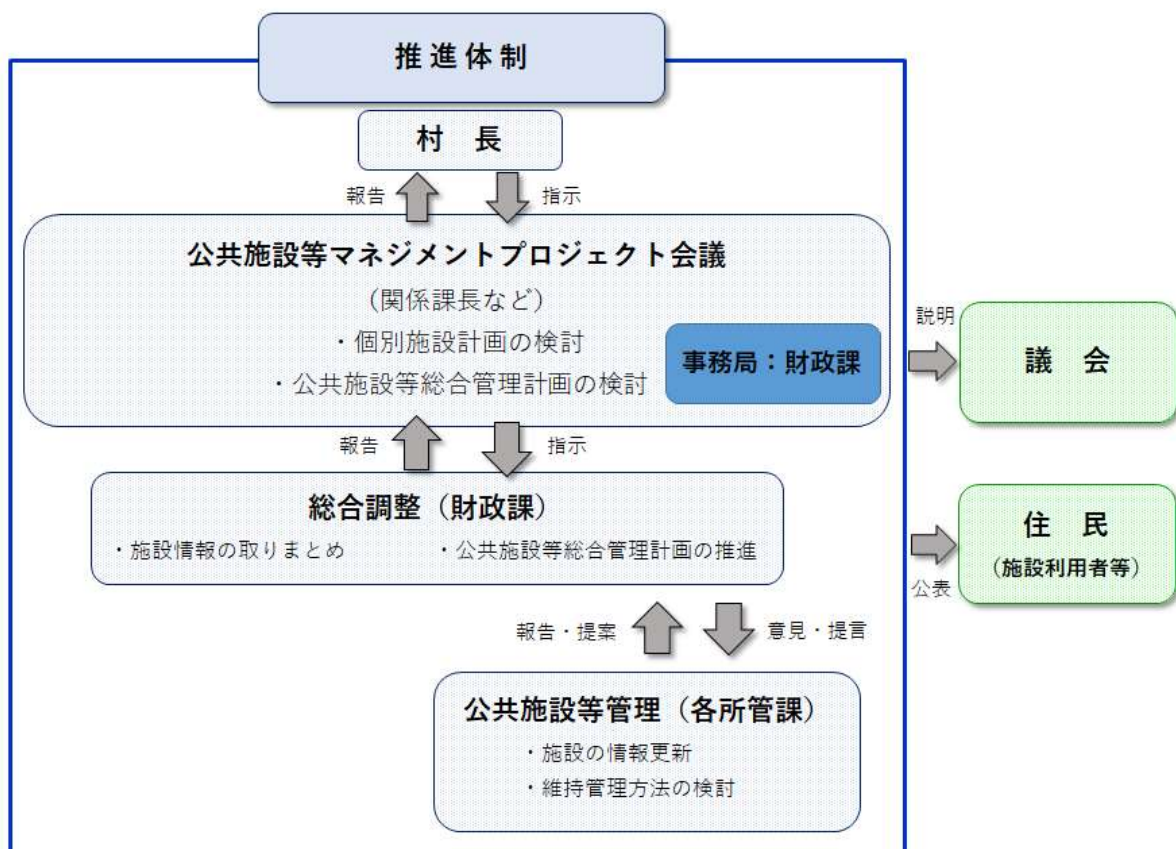 推進体制
村　長
報告
指示
公共施設等マネジメントプロジェクト会議
（関係課長など）
・個別施設計画の検討
・公共施設等総合管理計画の検討
事務局：財政課
説明
議　会
報告
指示
総合調整（財政課）
・施設情報の取りまとめ
・公共施設等総合管理計画の推進
公表
住　民
（施設利用者等）
報告・提案
意見・提言
公共施設等管理（各所管課）
・施設の情報更新
・維持管理方法の検討